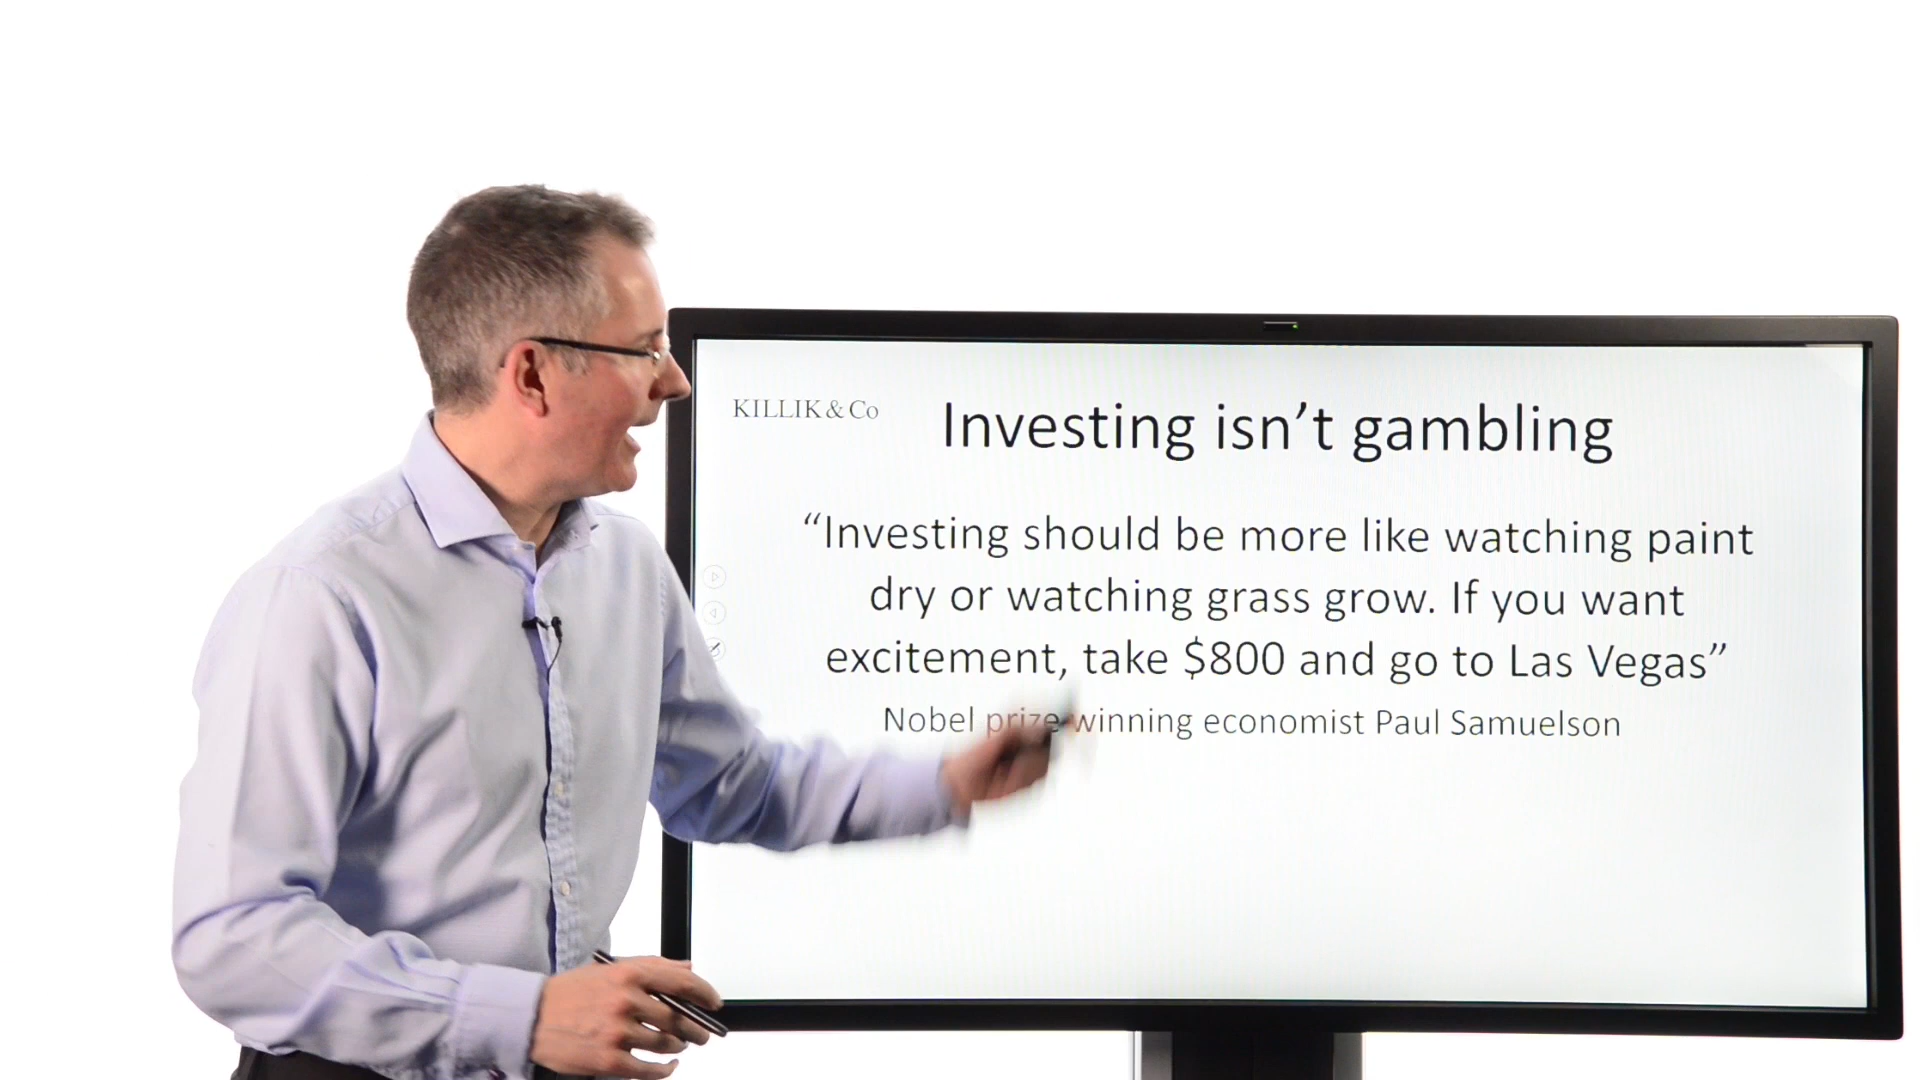 KILLIK & Co
Investing isn’t gambling
“Investing should be more like watching paint
dry or watching grass grow. If you want
excitement, take $800 and go to Las Vegas”
Nobel prize winning economist Paul Samuelson